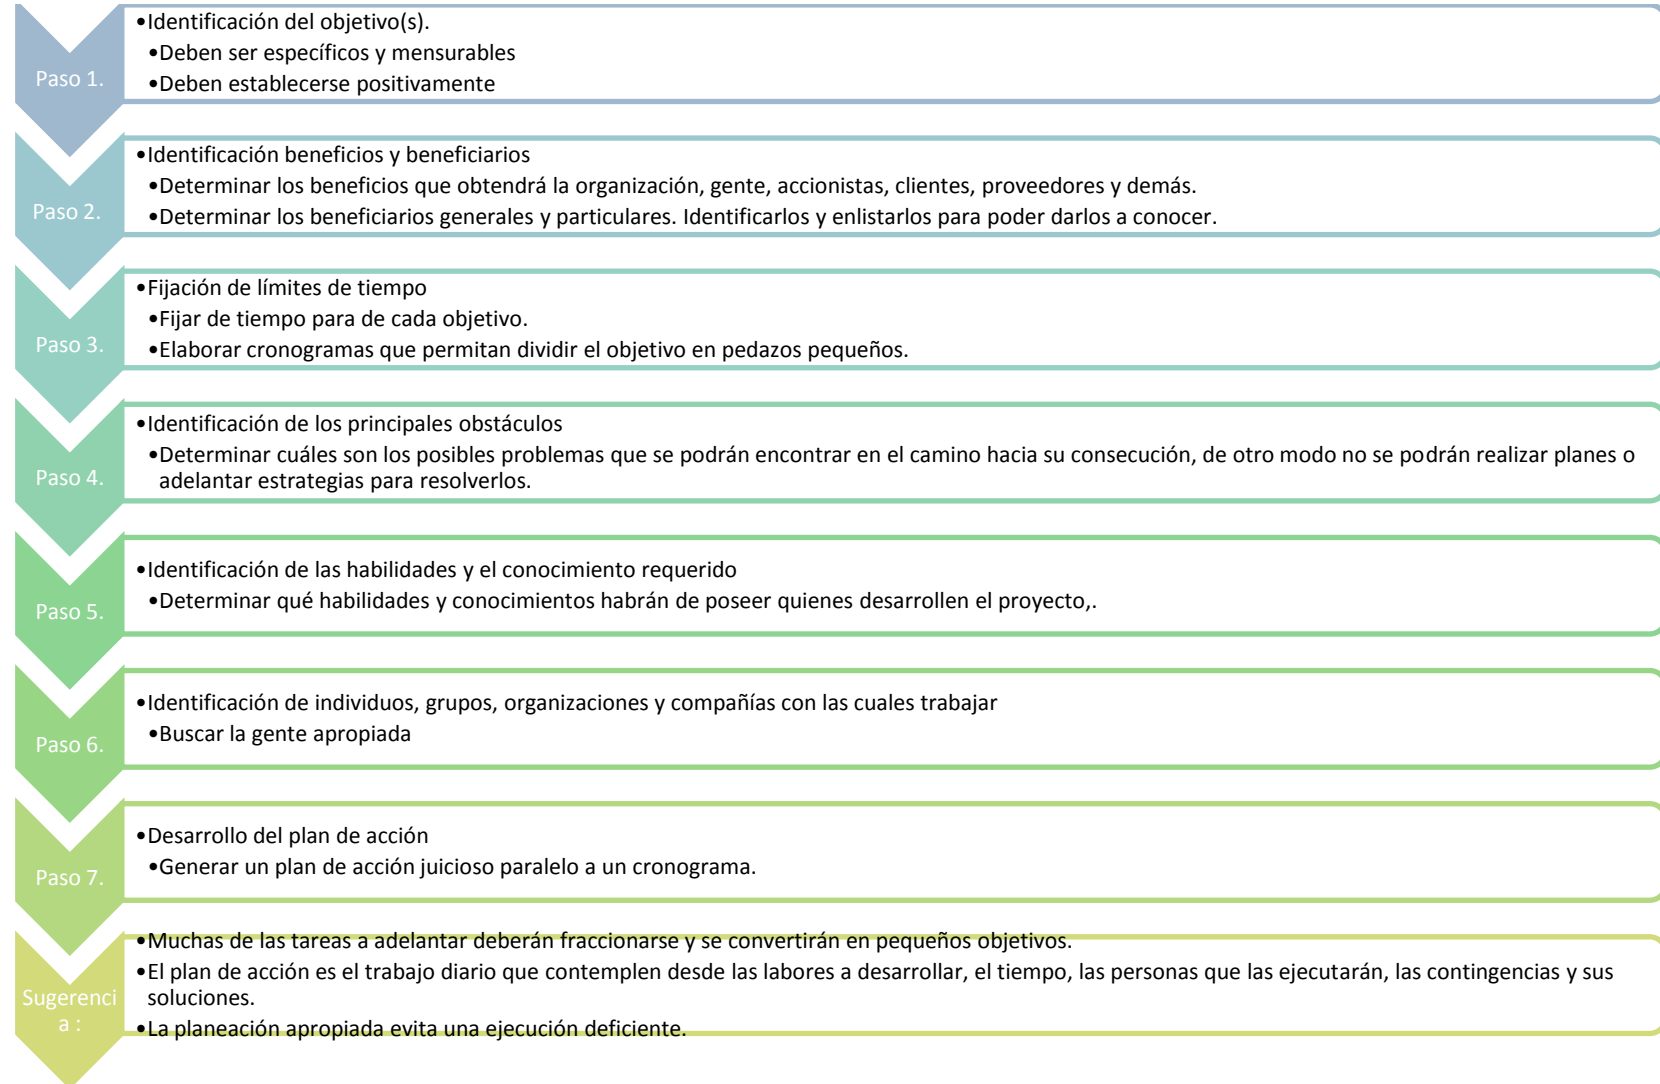 Paso 1.
•Identificación del objetivo(s).
•Deben ser específicos y mensurables
•Deben establecerse positivamente
Paso 2.
•Identificación beneficios y beneficiarios
•Determinar los beneficios que obtendrá la organización, gente, accionistas, clientes, proveedores y demás.
•Determinar los beneficiarios generales y particulares. Identificarlos y enlistarlos para poder darlos a conocer.
Paso 3.
•Fijación de límites de tiempo
•Fijar de tiempo para de cada objetivo.
•Elaborar cronogramas que permitan dividir el objetivo en pedazos pequeños.
Paso 4.
•Identificación de los principales obstáculos
•Determinar cuáles son los posibles problemas que se podrán encontrar en el camino hacia su consecución, de otro modo no se podrán realizar planes o
adelantar estrategias para resolverlos.
Paso 5.
•Identificación de las habilidades y el conocimiento requerido
•Determinar qué habilidades y conocimientos habrán de poseer quienes desarrollen el proyecto,.
Paso 6.
•Identificación de individuos, grupos, organizaciones y compañías con las cuales trabajar
•Buscar la gente apropiada
Paso 7.
•Desarrollo del plan de acción
•Generar un plan de acción juicioso paralelo a un cronograma.
Sugerenci
a :
•Muchas de las tareas a adelantar deberán fraccionarse y se convertirán en pequeños objetivos.
•El plan de acción es el trabajo diario que contemplen desde las labores a desarrollar, el tiempo, las personas que las ejecutarán, las contingencias y sus
soluciones.
•La planeación apropiada evita una ejecución deficiente.